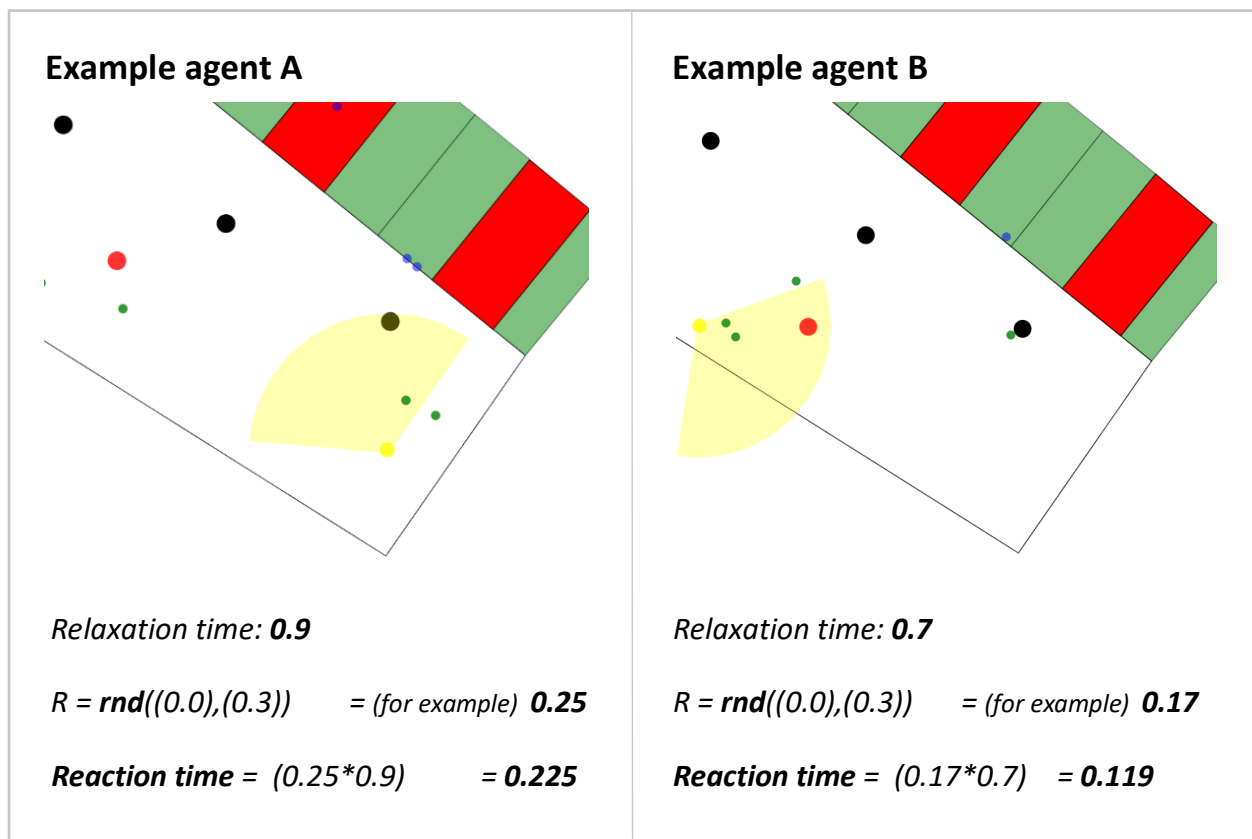 Example agent A
Relaxation time: 0.9
R = rnd((0.0),(0.3)) = (for example) 0.25
Reaction time = (0.25*0.9) = 0.225
Example agent B
Relaxation time: 0.7
R = rnd((0.0),(0.3)) = (for example) 0.17
Reaction time = (0.17*0.7) = 0.119